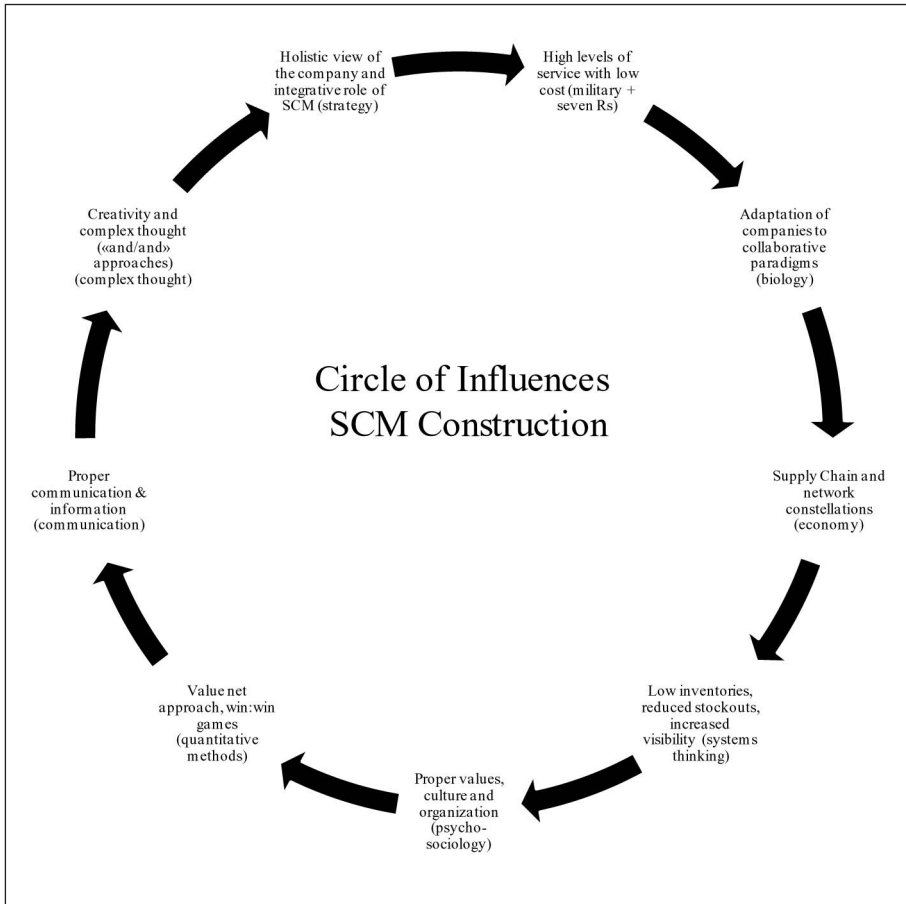 Holistic view of
the company and
integrative role of
SCM (strategy)
High levels of
service with low
cost (military +
seven Rs)
Adaptation of
companies to
collaborative
paradigms
(biology)
Supply Chain and
network
constellations
(economy)
Low inventories,
reduced stockouts,
increased
visibility (systems
thinking)
Proper values,
culture and
organization
(psycho-
sociology)
Value net
approach, win:win
games
(quantitative
methods)
Proper
communication &
information
(communication)
Creativity and
complex thought
(«and/and»
approaches)
(complex thought)
Circle of Influences
SCM Construction